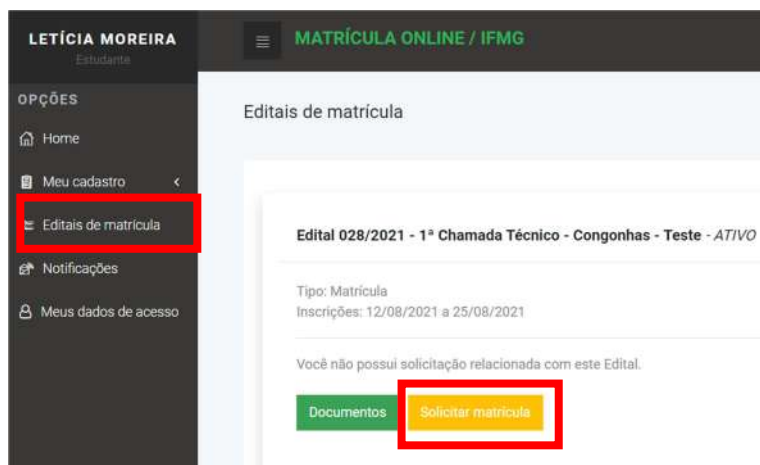 LETÍCIA MOREIRA
Estudante
OPÇÕES
Home
Meu cadastro
Editais de matrícula
Notificações
Meus dados de acesso
MATRÍCULA ONLINE / IFMG
Editais de matrícula
Edital 028/2021 - 1ª Chamada Técnico - Congonhas - Teste - ATIVO
Tipo: Matrícula
Inscrições: 12/08/2021 a 25/08/2021
Você não possui solicitação relacionada com este Edital.
Documentos
Solicitar matrícula